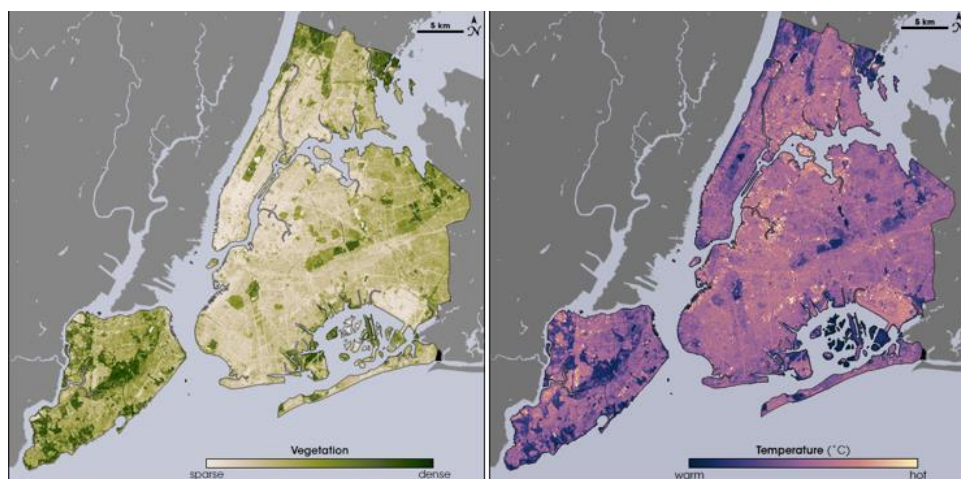 5 km
N
Vegetation
sparse
dense
5 km
N
Temperature (°C)
warm
hot